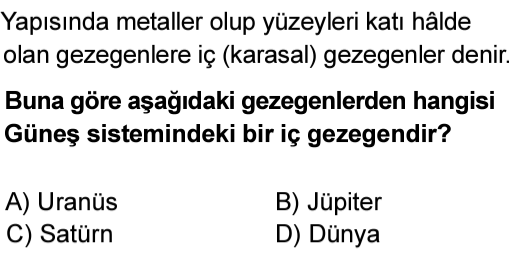 Yapısında metaller olup yüzeyleri katı hâlde
olan gezegenlere iç (karasal) gezegenler denir.
Buna göre aşağıdaki gezegenlerden hangisi
Güneş sistemindeki bir iç gezegendir?
A) Uranüs B) Jüpiter
C) Satürn D) Dünya